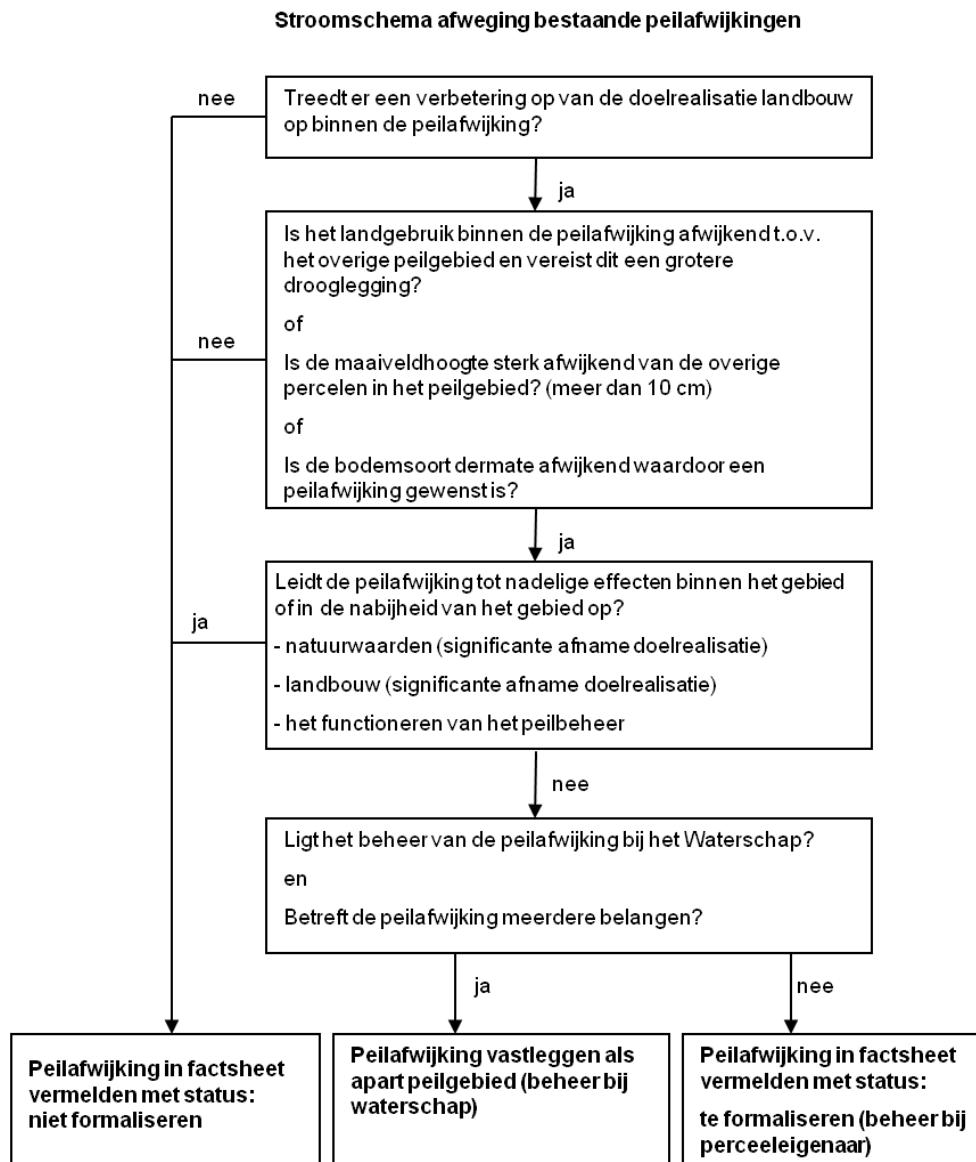 Stroomschema afweging bestaande peilafwijkingen
nee
Treedt er een verbetering op van de doelrealisatie landbouw
op binnen de peilafwijking?
ja
Is het landgebruik binnen de peilafwijking afwijkend t.o.v.
het overige peilgebied en vereist dit een grotere
drooglegging?
of
nee
Is de maaiveldhoogte sterk afwijkend van de overige
percelen in het peilgebied? (meer dan 10 cm)
of
Is de bodemsoort dermate afwijkend waardoor een
peilafwijking gewenst is?
ja
Leidt de peilafwijking tot nadelige effecten binnen het gebied
of in de nabijheid van het gebied op?
ja
- natuurwaarden (significante afname doelrealisatie)
- landbouw (significante afname doelrealisatie)
- het functioneren van het peilbeheer
nee
Ligt het beheer van de peilafwijking bij het Waterschap?
en
Betreft de peilafwijking meerdere belangen?
ja
nee
Peilafwijking in factsheet
vermelden met status:
niet formaliseren
Peilafwijking vastleggen als
apart peilgebied (beheer bij
waterschap)
Peilafwijking in factsheet
vermelden met status:
te formaliseren (beheer bij
perceeleigenaar)